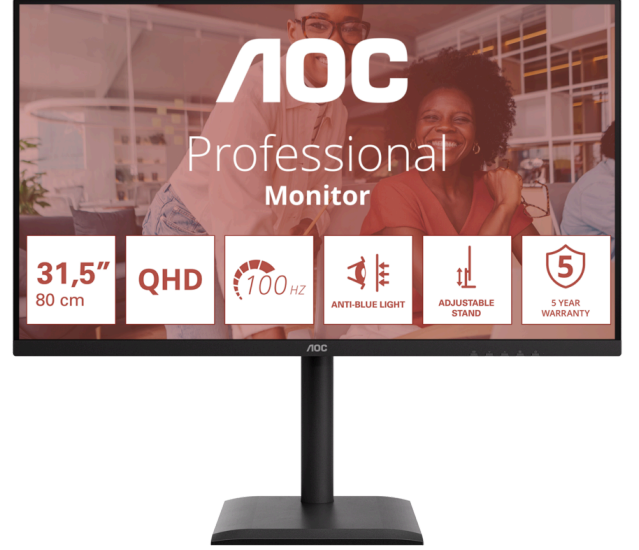 AOC
Professional
Monitor
31,5"
80 cm
QHD
100 HZ
ANTI-BLUE LIGHT
ADJUSTABLE
STAND
5
5 YEAR
WARRANTY
AOC